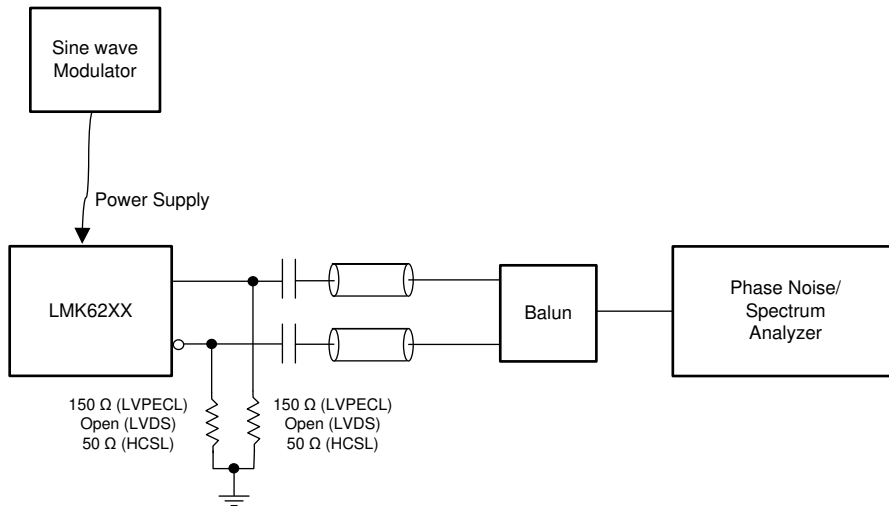 Sine wave
Modulator
Power Supply
LMK62XX
Balun
Phase Noise/
Spectrum
Analyzer
150 Ω (LVPECL)
Open (LVDS)
50 Ω (HCSL)
150 Ω (LVPECL)
Open (LVDS)
50 Ω (HCSL)